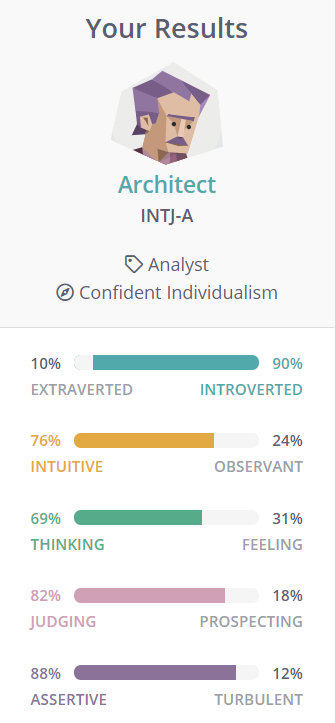 Your Results
Architect
INTJ-A
Analyst
Confident Individualism
10% 90%
EXTRAVERTED INTROVERTED
76% 24%
INTUITIVE OBSERVANT
69% 31%
THINKING FEELING
82% 18%
JUDGING PROSPECTING
88% 12%
ASSERTIVE TURBULENT